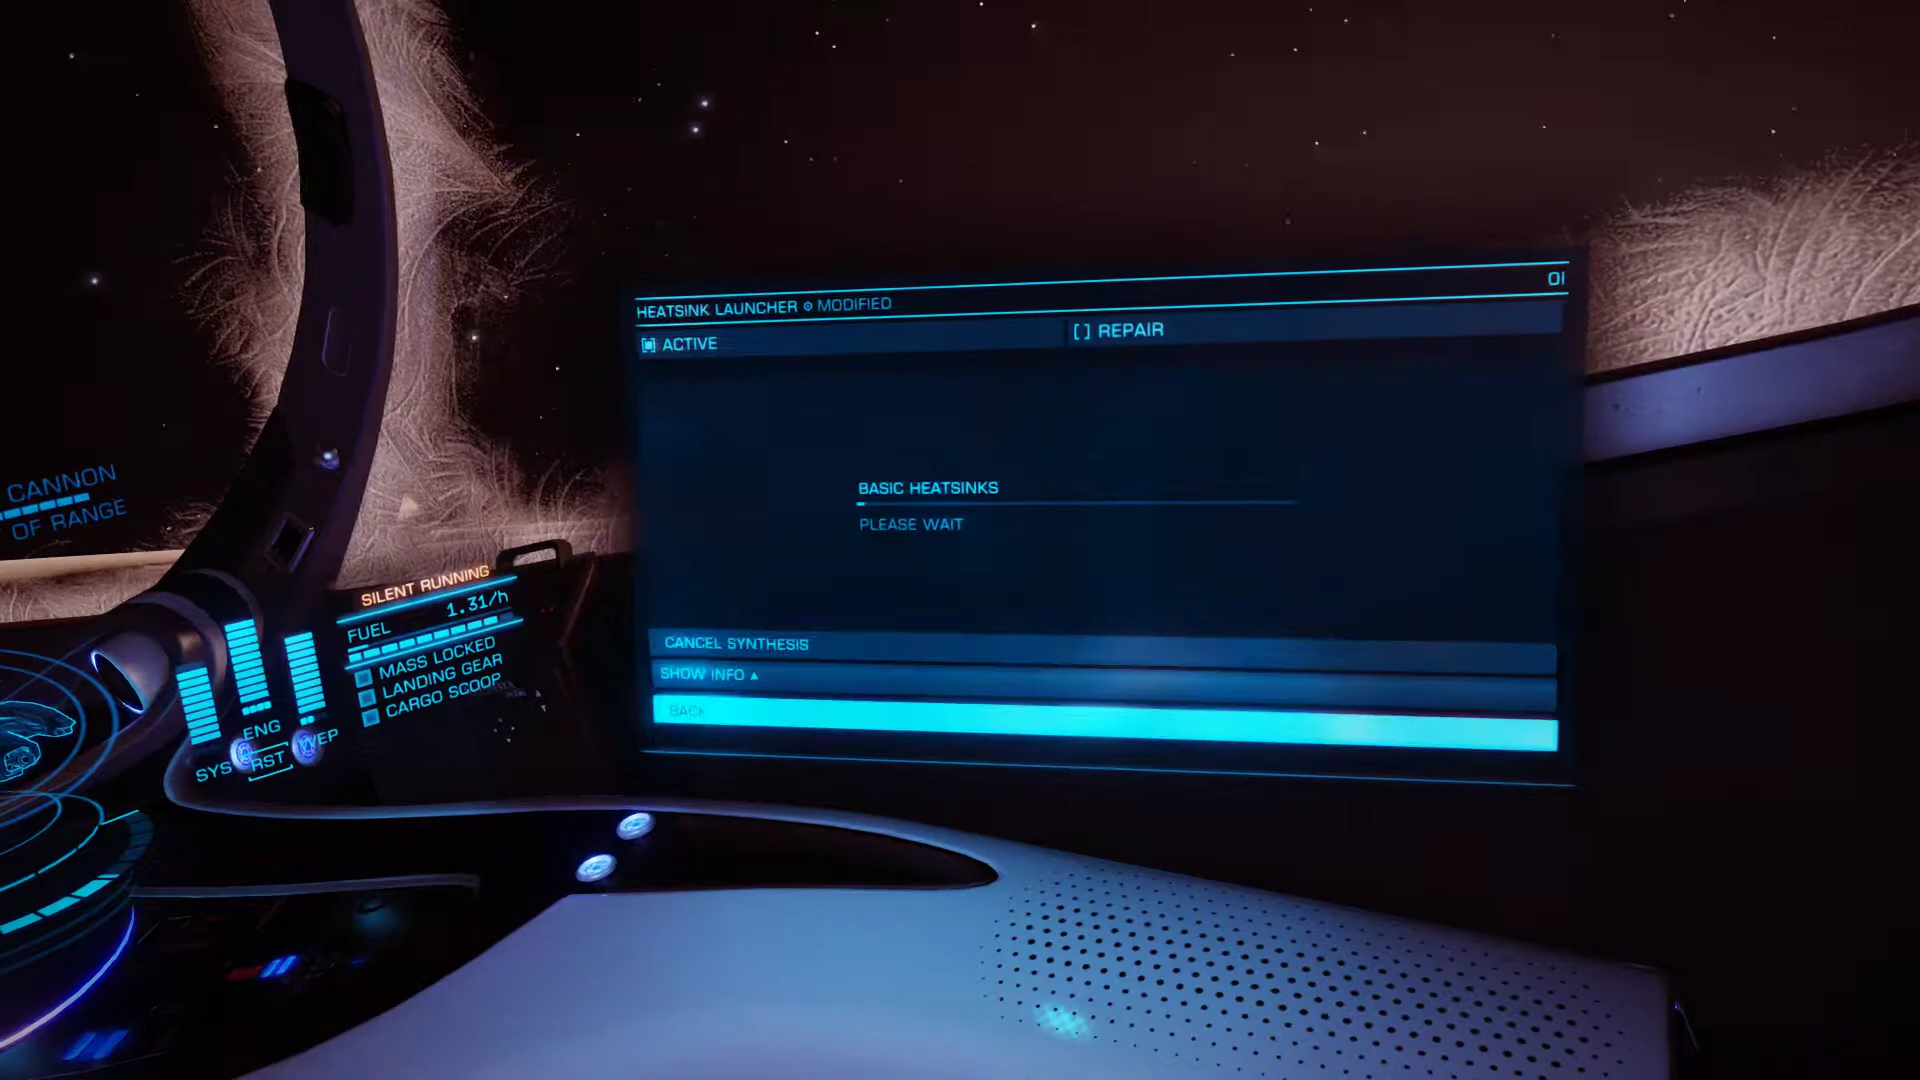 HEATSINK LAUNCHER MODIFIED
01
ACTIVE
[ ] REPAIR
BASIC HEATSINKS
PLEASE WAIT
CANCEL SYNTHESIS
SHOW INFO ▲
BACK
CANNON
OF RANGE
SILENT RUNNING
1.31/h
FUEL
MASS LOCKED
LANDING GEAR
CARGO SCOOP
ENG
SYS
RST
WEP